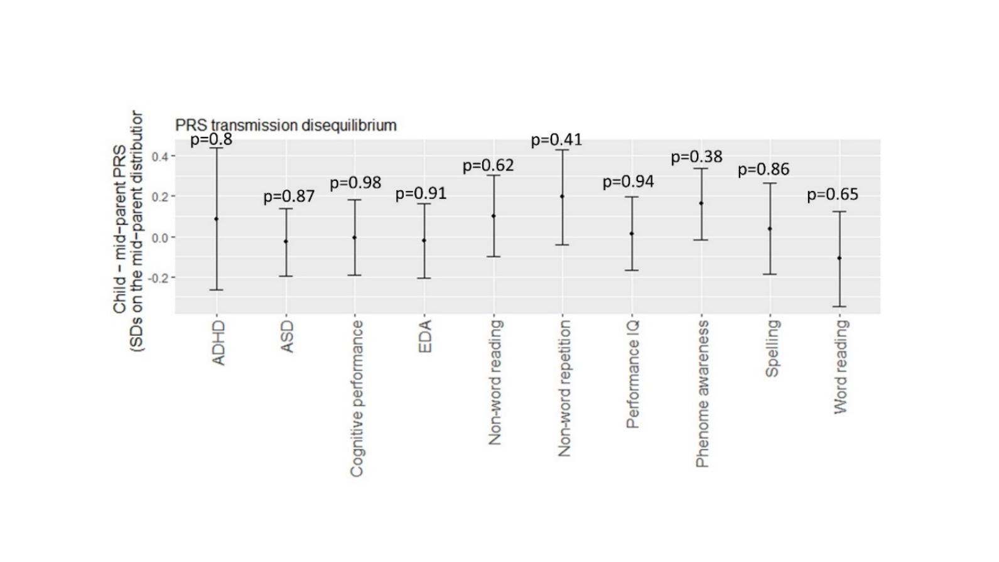 PRS transmission disequilibrium
Child - mid-parent PRS
(SDs on the mid-parent distributior
0.4
0.2
0.0
-0.2
p=0.8
p=0.87
p=0.98
p=0.91
p=0.62
p=0.41
p=0.94
p=0.38
p=0.86
p=0.65
ADHD
ASD
Cognitive performance
EDA
Non-word reading
Non-word repetition
Performance IQ
Phenome awareness
Spelling
Word reading